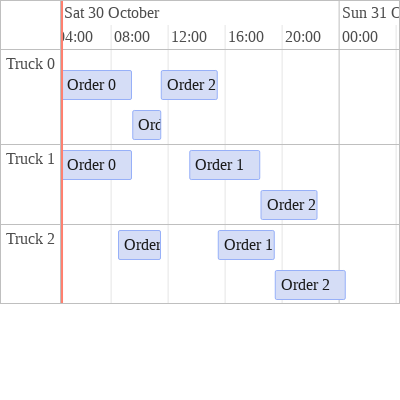 Sat 30 October Sun 31 O
04:00 08:00 12:00 16:00 20:00 00:00
Truck 0
Order 0 Order 2
Ord
Truck 1
Order 0 Order 1
Order 2
Truck 2
Order Order 1
Order 2